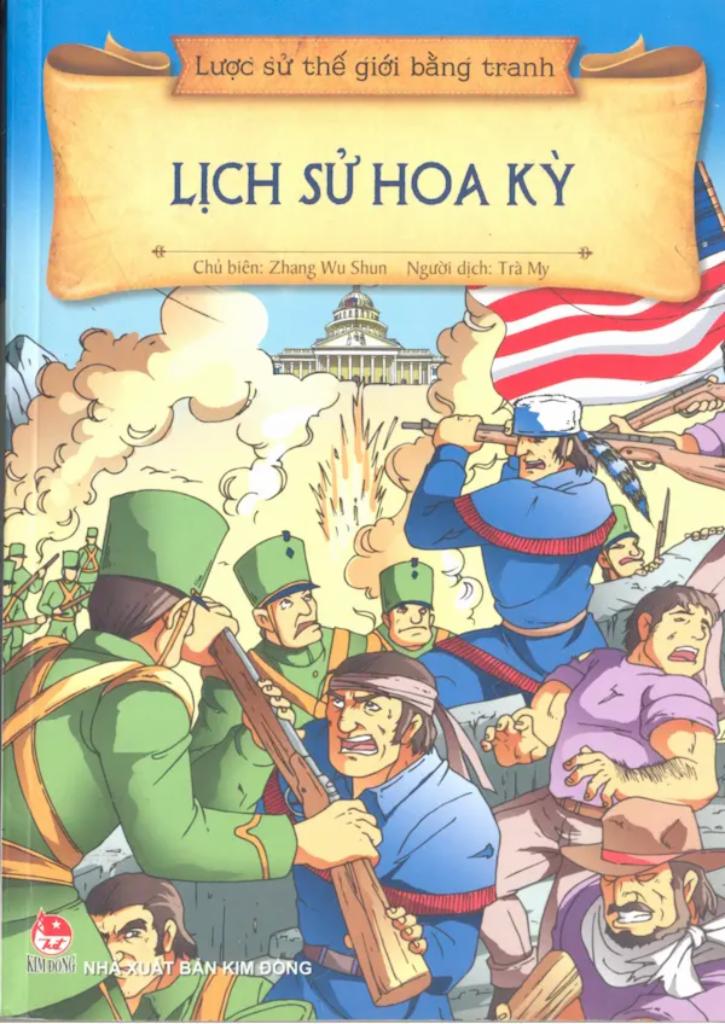 Lược sử thế giới bằng tranh
LỊCH SỬ HOA KỲ
Chủ biên: Zhang Wu Shun Người dịch: Trà My
KIM ĐỒNG
NHÀ XUẤT BẢN KIM ĐỒNG